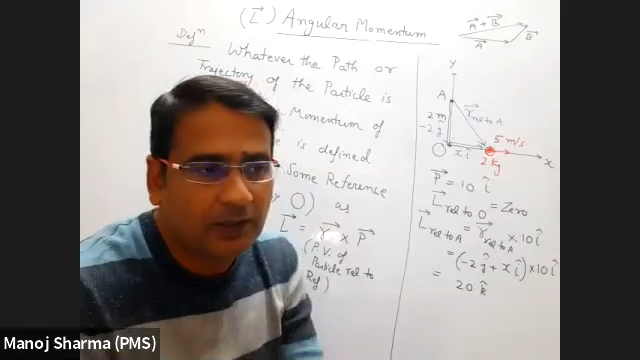 (L⃗) Angular Momentum
Defⁿ. Whatever the Path or
Trajectory of the Particle is
Momentum of
is defined
Some Reference
O) as
L⃗ = r⃗ × P⃗
(P.V. of
Particle rel to
Ref)
A⃗ + B⃗
A⃗
B⃗
Y
A
r⃗ rel to A
2m
-2ĵ
5 m/s
O
x î
2 kg
x
P⃗ = 10 î
L⃗ rel to O = Zero
L⃗ rel to A = r⃗ rel to A × 10 î
= (-2ĵ + x î) × 10 î
= 20 k̂
Manoj Sharma (PMS)